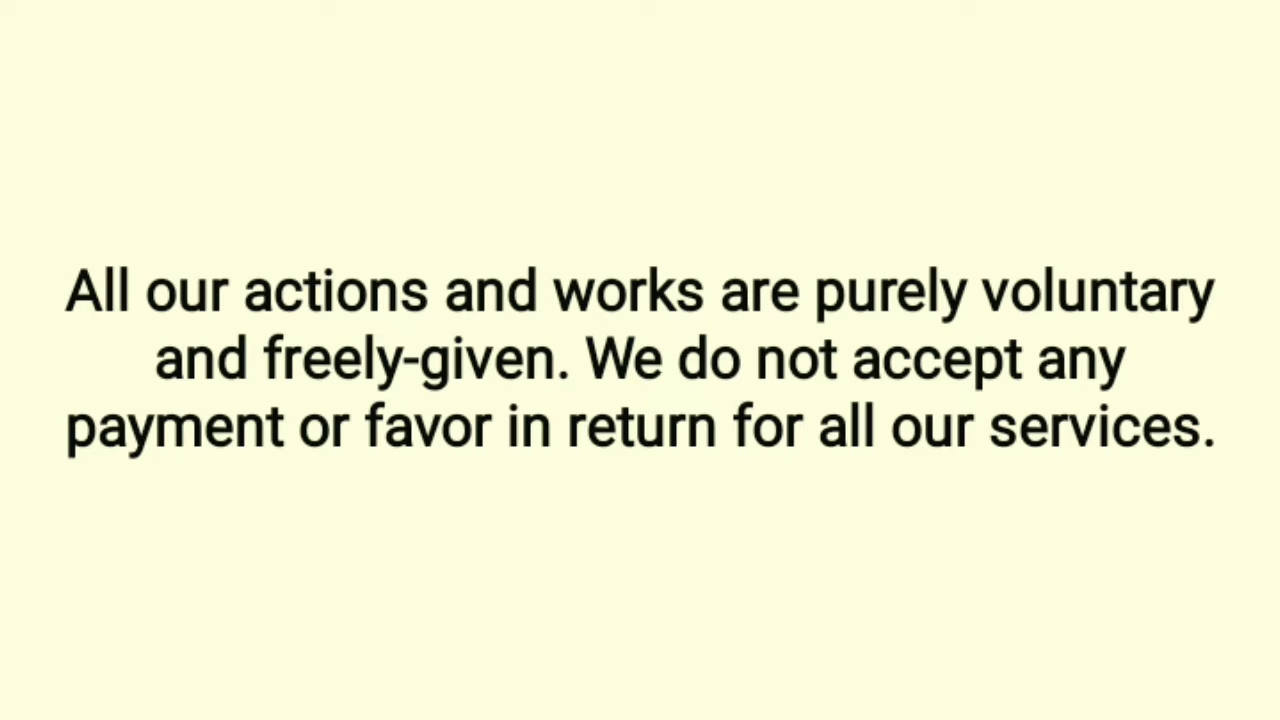 All our actions and works are purely voluntary
and freely-given. We do not accept any
payment or favor in return for all our services.